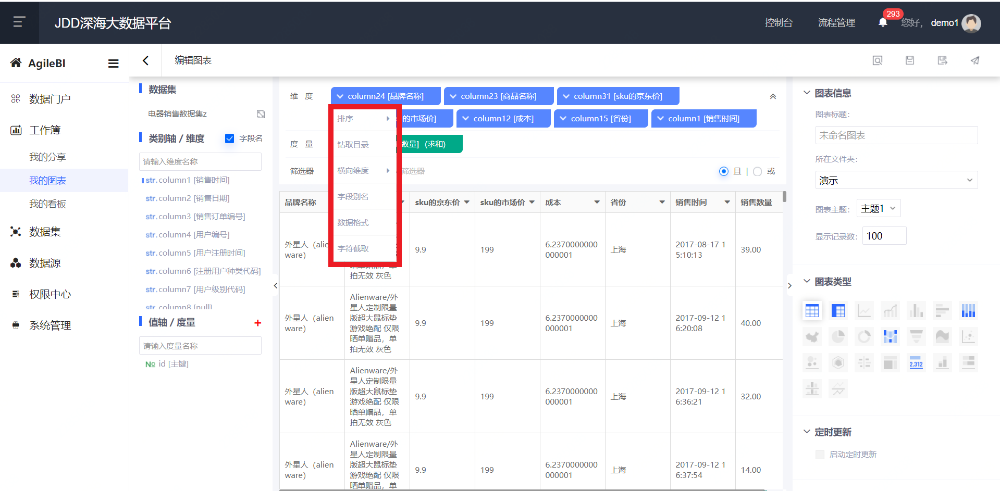 JDD深海大数据平台
控制台
流程管理
293
您好，
demo1
AgileBI
编辑图表
数据门户
工作簿
我的分享
我的图表
我的看板
数据集
数据源
权限中心
系统管理
数据集
电器销售数据集z
类别轴 / 维度
字段名
请输入维度名称
str. column1 [销售时间]
str. column2 [销售日期]
str. column3 [销售订单编号]
str. column4 [用户编号]
str. column5 [用户注册时间]
str. column6 [注册用户种类代码]
str. column7 [用户级别代码]
str. column8 [null]
值轴 / 度量
+
请输入度量名称
№ id [主键]
维 度
column24 [品牌名称]
column23 [商品名称]
column31 [sku的京东价]
的市场价]
column12 [成本]
column15 [省份]
column1 [销售时间]
度 量
数量] (求和)
筛选器
筛选器
且 | 或
排序
钻取目录
横向维度
字段别名
数据格式
字符截取
品牌名称
sku的京东价
sku的市场价
成本
省份
销售时间
销售数量
外星人（alie
ware)
晒单赠品，单
拍无效 灰色
9.9
199
6.2370000000
000001
上海
2017-08-17 1
5:10:13
39.00
外星人（alien
ware)
Alienware/外
星人定制限量
版超大鼠标垫
游戏绝配 仅限
晒单赠品，单
拍无效 灰色
9.9
199
6.2370000000
000001
上海
2017-09-12 1
6:20:08
40.00
外星人（alien
ware)
Alienware/外
星人定制限量
版超大鼠标垫
游戏绝配 仅限
晒单赠品，单
拍无效 灰色
9.9
199
6.2370000000
000001
上海
2017-09-12 1
6:36:21
32.00
外星人（alien
ware)
Alienware/外
星人定制限量
版超大鼠标垫
游戏绝配 仅限
晒单赠品，单
9.9
199
6.2370000000
000001
上海
2017-09-12 1
6:37:54
14.00
图表信息
图表标题：
未命名图表
所在文件夹：
演示
图表主题：
主题1
显示记录数：
100
图表类型
2,312
定时更新
启动定时更新